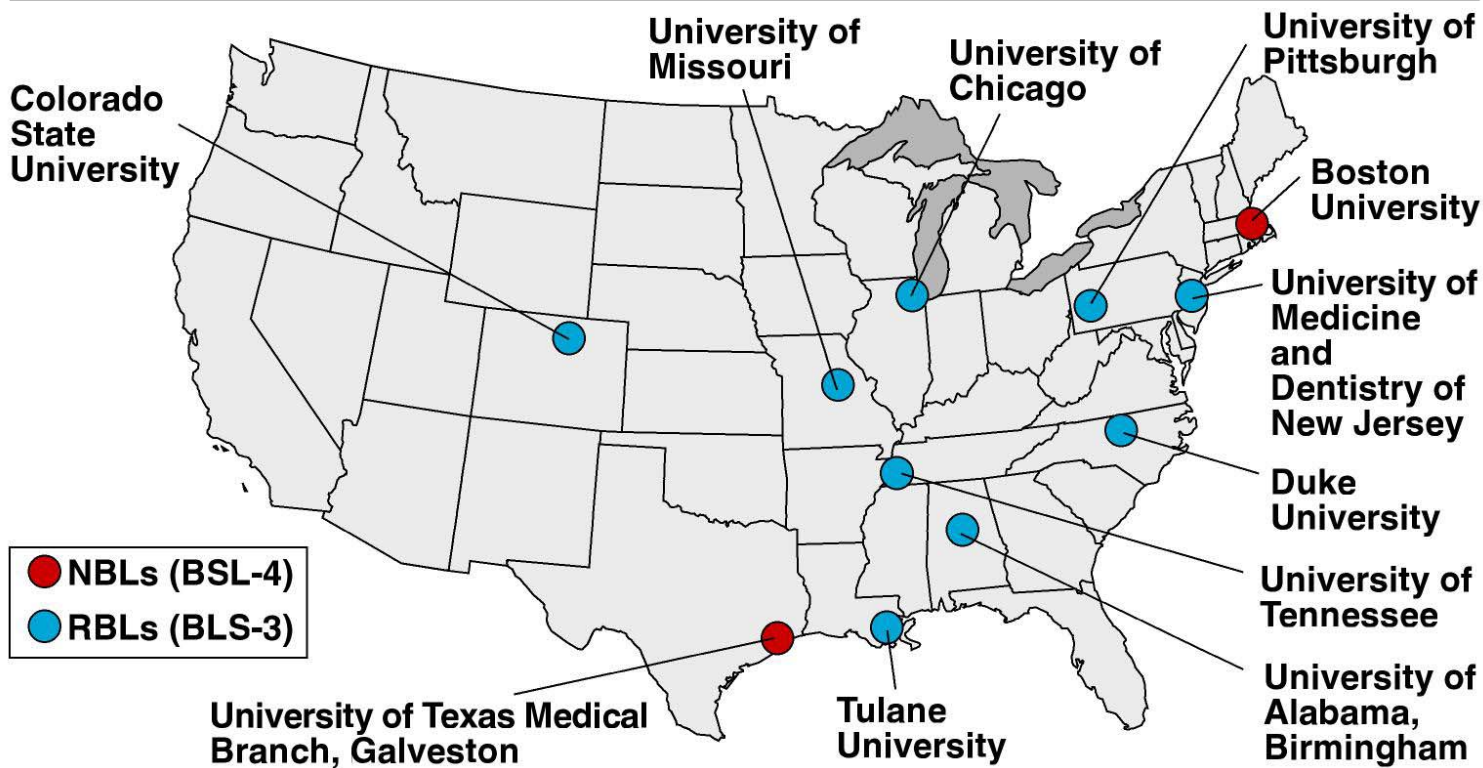 University of
Missouri
University of
Chicago
University of
Pittsburgh
Colorado
State
University
Boston
University
University of
Medicine
and
Dentistry of
New Jersey
Duke
University
NBLs (BSL-4)
RBLs (BLS-3)
University of
Tennessee
University of
Alabama,
Birmingham
University of Texas Medical
Branch, Galveston
Tulane
University